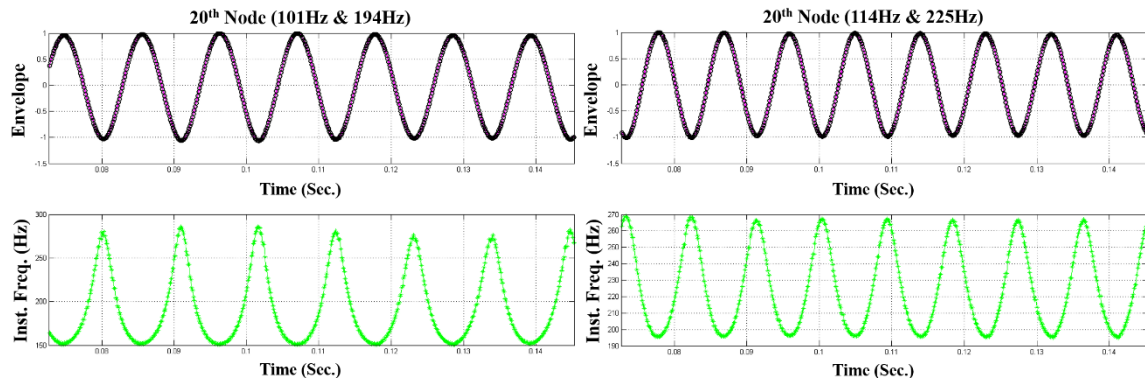 20th Node (101Hz & 194Hz)
Envelope
1
0.5
0
-0.5
-1
-1.5
0.08 0.09 0.1 0.11 0.12 0.13 0.14
Time (Sec.)
Inst. Freq. (Hz)
300
250
200
150
0.08 0.09 0.1 0.11 0.12 0.13 0.14
Time (Sec.)
20th Node (114Hz & 225Hz)
Envelope
1
0.5
0
-0.5
-1
-1.5
0.08 0.09 0.1 0.11 0.12 0.13 0.14
Time (Sec.)
Inst. Freq. (Hz)
270
260
250
240
230
220
210
200
190
0.08 0.09 0.1 0.11 0.12 0.13 0.14
Time (Sec.)